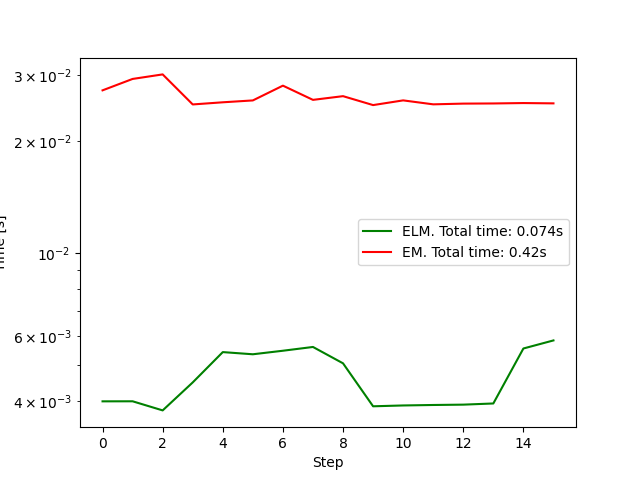 3 × 10⁻²
2 × 10⁻²
10⁻²
6 × 10⁻³
4 × 10⁻³
ELM. Total time: 0.074s
EM. Total time: 0.42s
0 2 4 6 8 10 12 14
Step